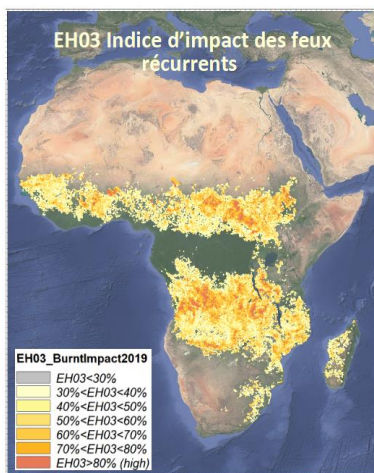 EH03 Indice d'impact des feux
récurrents
EH03_BurntImpact2019
EH03<30%
30%<EH03<40%
40%<EH03<50%
50%<EH03<60%
60%<EH03<70%
70%<EH03<80%
EH03>80% (high)